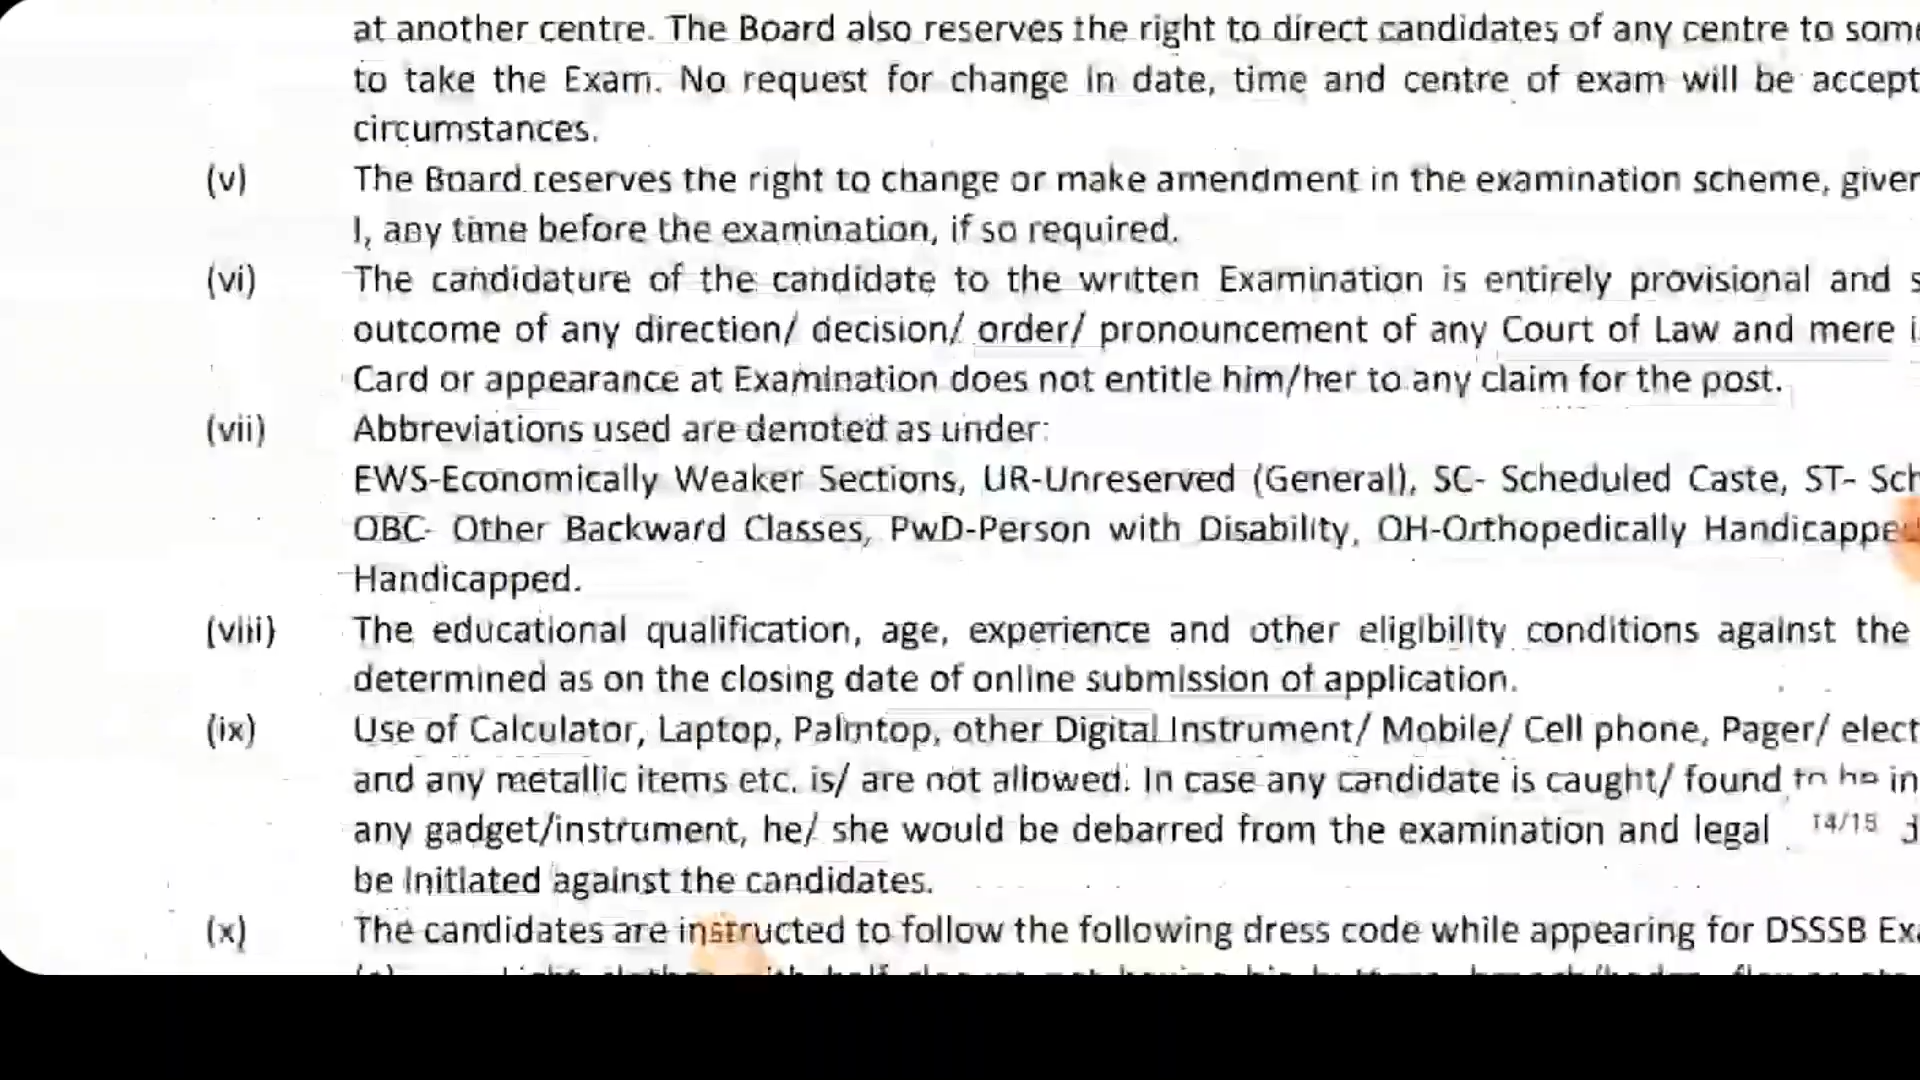 at another centre. The Board also reserves the right to direct candidates of any centre to some
to take the Exam. No request for change in date, time and centre of exam will be accept
circumstances.
(v) The Board reserves the right to change or make amendment in the examination scheme, given
I, any time before the examination, if so required.
(vi) The candidature of the candidate to the written Examination is entirely provisional and s
outcome of any direction/ decision/ order/ pronouncement of any Court of Law and mere i
Card or appearance at Examination does not entitle him/her to any claim for the post.
(vii) Abbreviations used are denoted as under:
EWS-Economically Weaker Sections, UR-Unreserved (General), SC- Scheduled Caste, ST- Sch
OBC- Other Backward Classes, PwD-Person with Disability, OH-Orthopedically Handicappe
Handicapped.
(viii) The educational qualification, age, experience and other eligibility conditions against the
determined as on the closing date of online submission of application.
(ix) Use of Calculator, Laptop, Palmtop, other Digital Instrument/ Mobile/ Cell phone, Pager/ elect
and any metallic items etc. is/ are not allowed. In case any candidate is caught/ found to be in
any gadget/instrument, he/ she would be debarred from the examination and legal 14/15
be initiated against the candidates.
(x) The candidates are instructed to follow the following dress code while appearing for DSSSB Exa